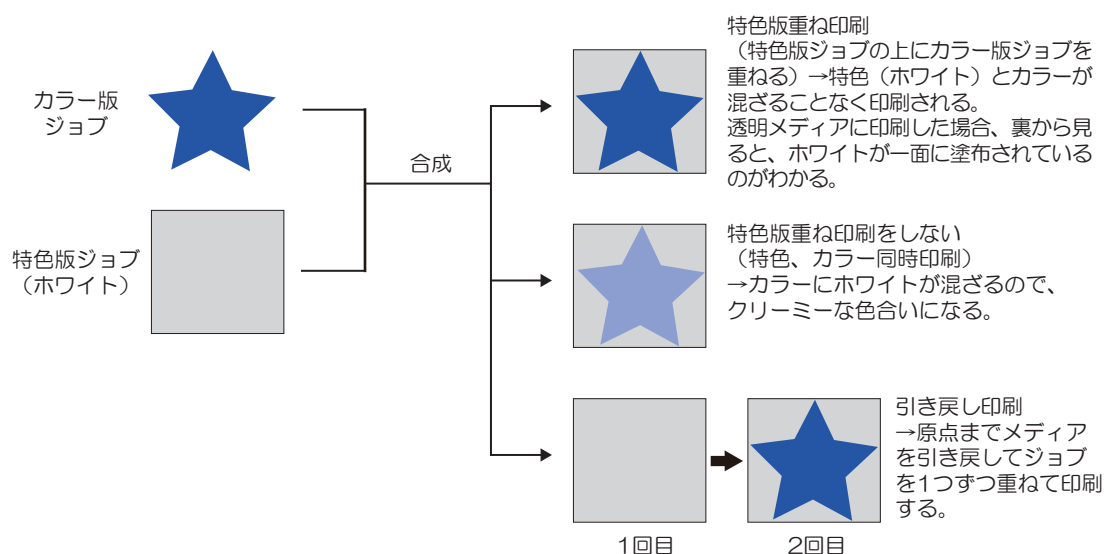 カラー版
ジョブ
特色版ジョブ
（ホワイト）
合成
特色版重ね印刷
（特色版ジョブの上にカラー版ジョブを
重ねる）→特色（ホワイト）とカラーが
混ざることなく印刷される。
透明メディアに印刷した場合、裏から見
ると、ホワイトが一面に塗布されている
のがわかる。
特色版重ね印刷をしない
（特色、カラー同時印刷）
→カラーにホワイトが混ざるので、
クリーミーな色合いになる。
引き戻し印刷
→原点までメディア
を引き戻してジョブ
を1つずつ重ねて印刷
する。
1回目
2回目